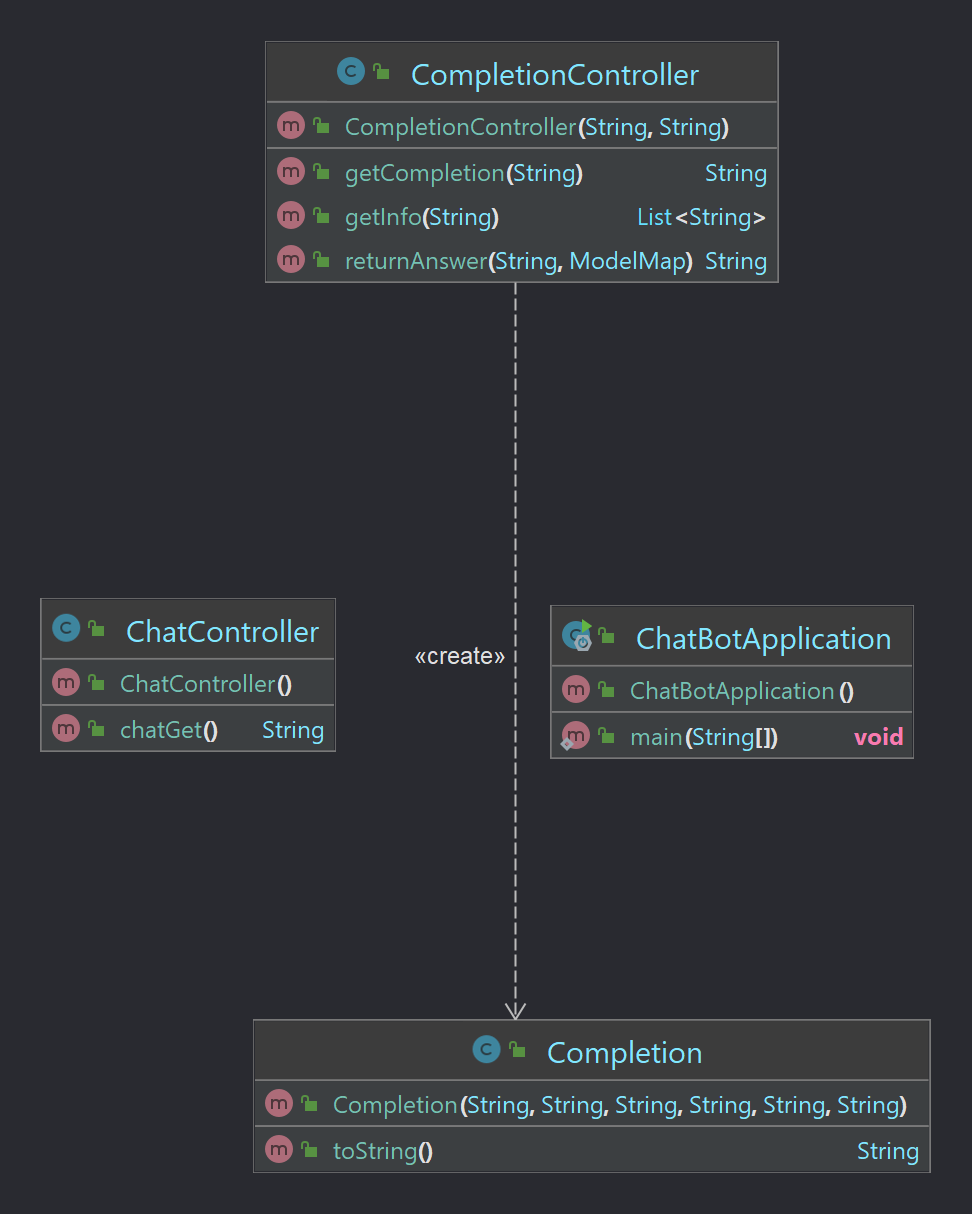 CompletionController
CompletionController(String, String)
getCompletion(String) String
getInfo(String) List<String>
returnAnswer(String, ModelMap) String
ChatController
ChatController()
chatGet() String
«create»
ChatBotApplication
ChatBotApplication()
main(String[]) void
Completion
Completion(String, String, String, String, String, String)
toString() String